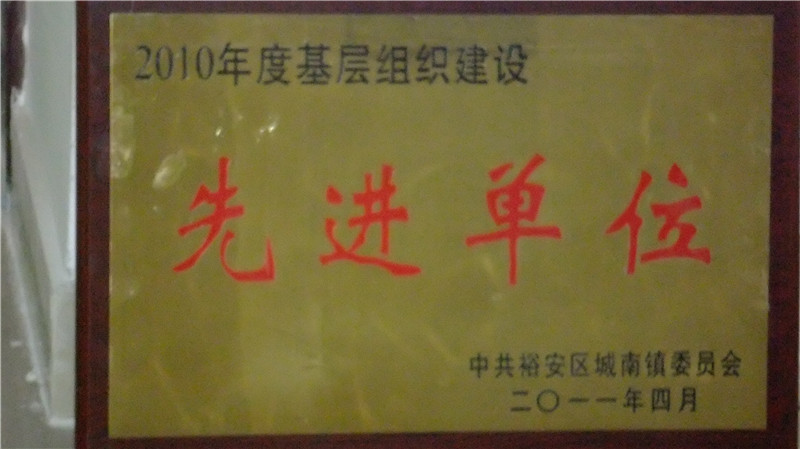 2010年度基层组织建设
先进单位
中共裕安区城南镇委员会
二〇一一年四月